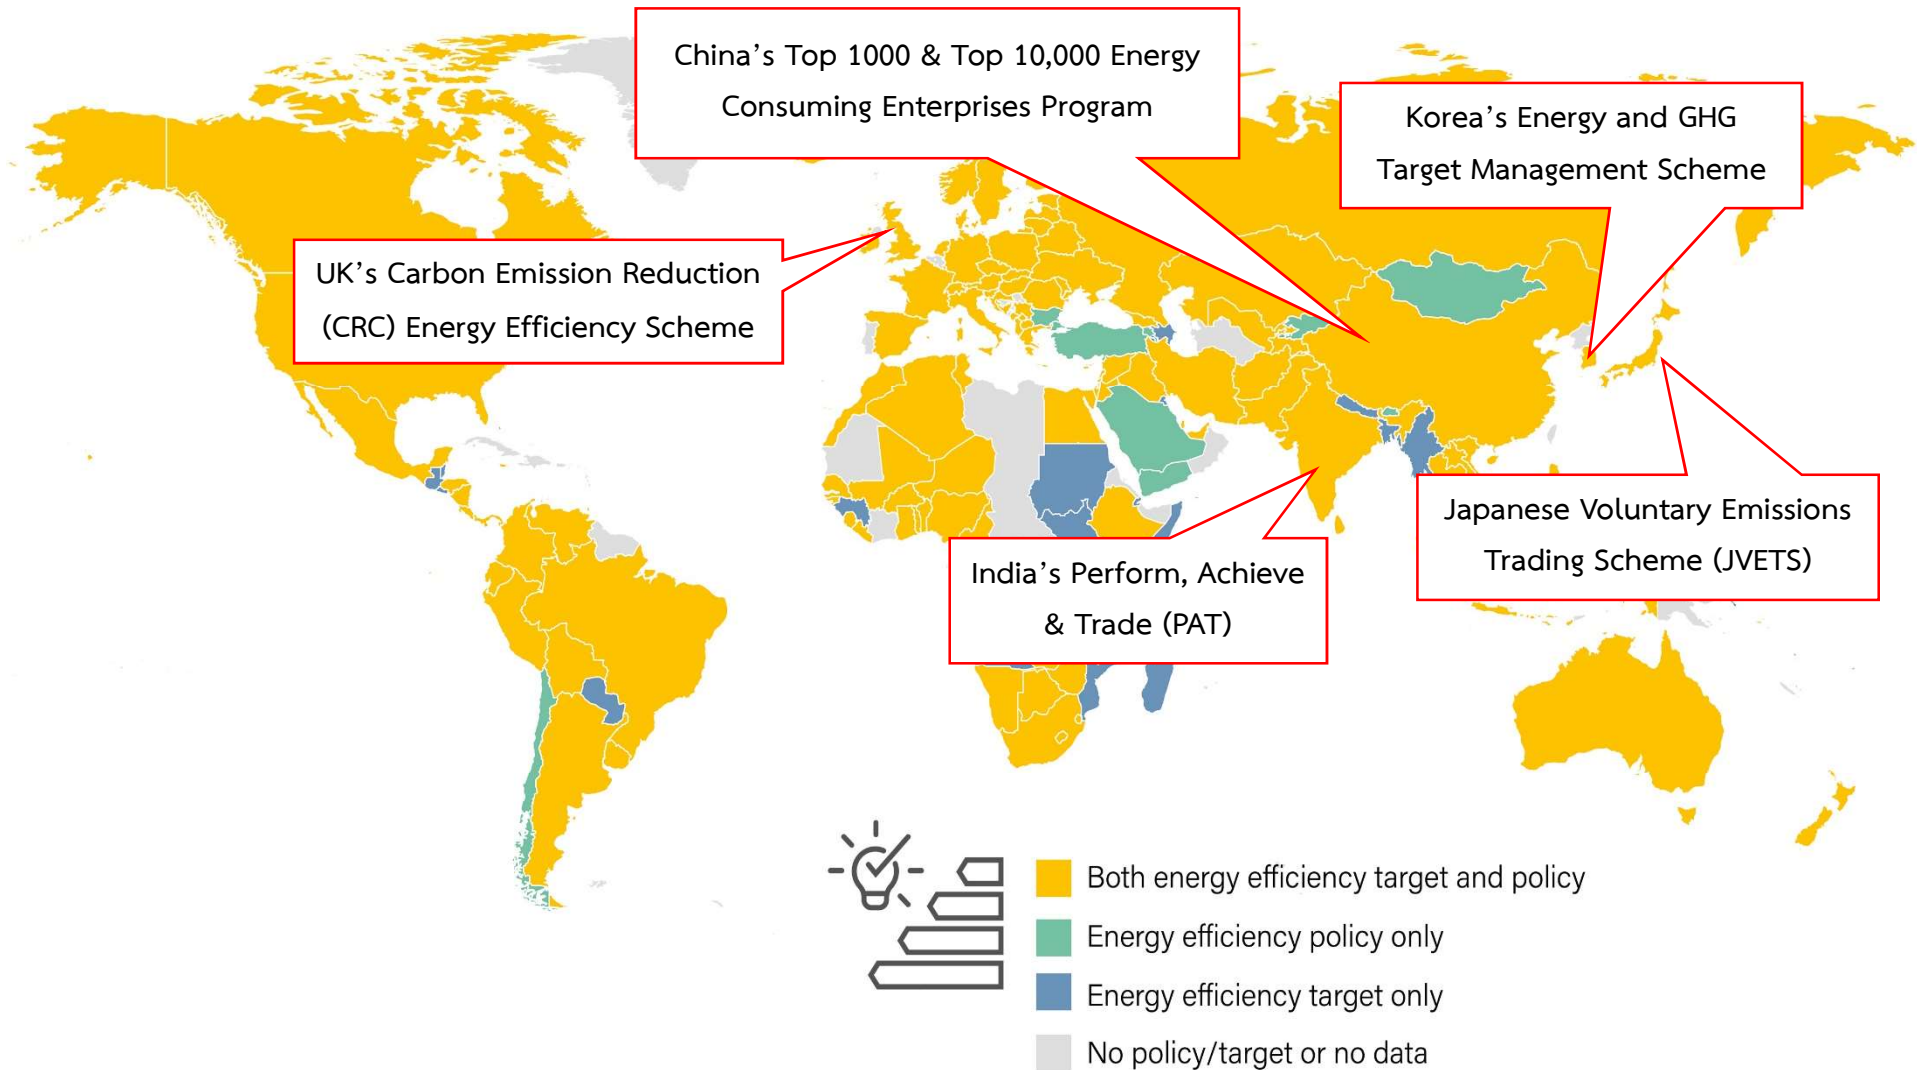 China’s Top 1000 & Top 10,000 Energy
Consuming Enterprises Program
Korea’s Energy and GHG
Target Management Scheme
UK’s Carbon Emission Reduction
(CRC) Energy Efficiency Scheme
Japanese Voluntary Emissions
Trading Scheme (JVETS)
India’s Perform, Achieve
& Trade (PAT)
Both energy efficiency target and policy
Energy efficiency policy only
Energy efficiency target only
No policy/target or no data